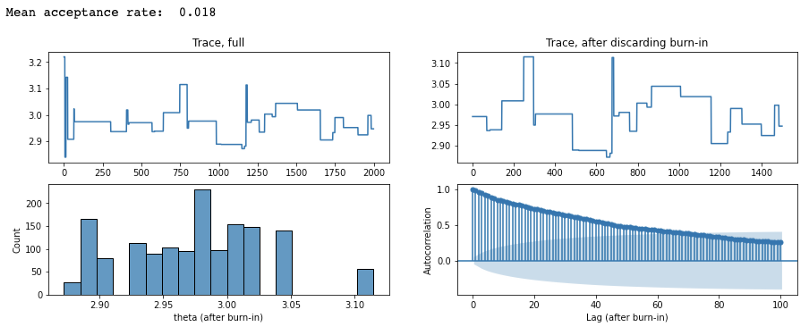 Mean acceptance rate:  0.018
Trace, full
3.2
3.1
3.0
2.9
0 250 500 750 1000 1250 1500 1750 2000
Trace, after discarding burn-in
3.10
3.05
3.00
2.95
2.90
0 200 400 600 800 1000 1200 1400
Count
200
150
100
50
0
2.90 2.95 3.00 3.05 3.10
theta (after burn-in)
Autocorrelation
1.0
0.5
0.0
0 20 40 60 80 100
Lag (after burn-in)